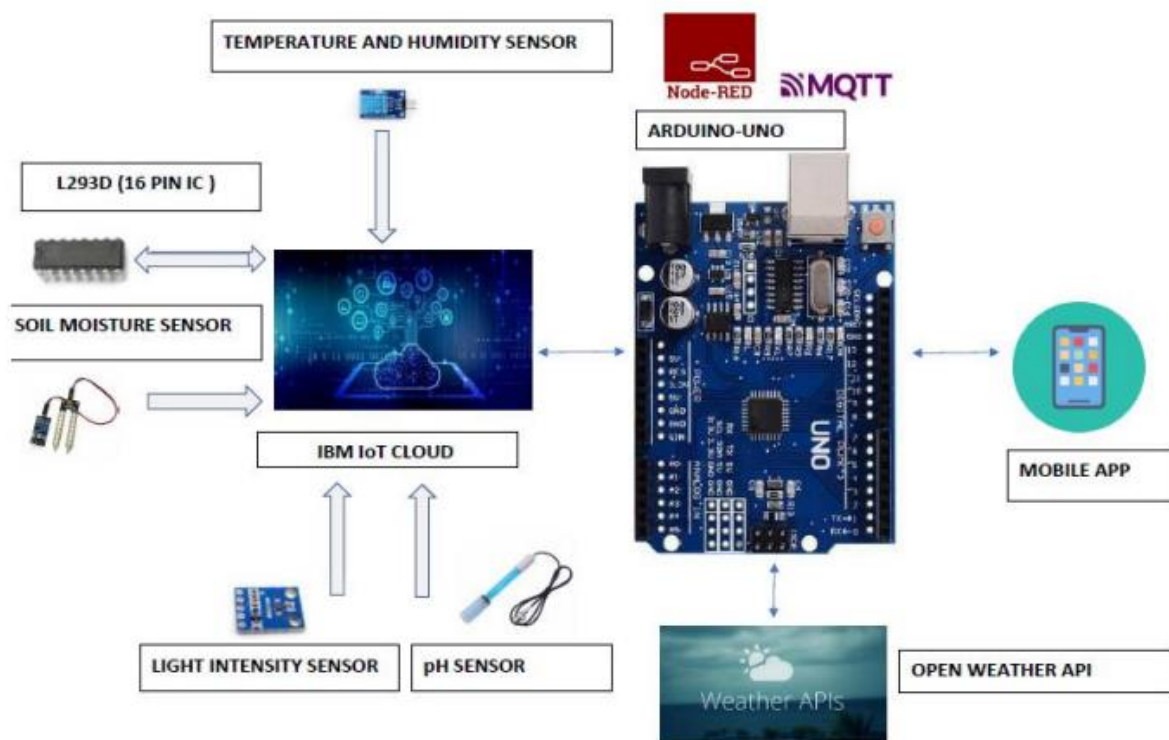 TEMPERATURE AND HUMIDITY SENSOR
Node-RED
MQTT
ARDUINO-UNO
L293D (16 PIN IC )
SOIL MOISTURE SENSOR
IBM IoT CLOUD
UNO
MOBILE APP
LIGHT INTENSITY SENSOR
pH SENSOR
Weather APIs
OPEN WEATHER API